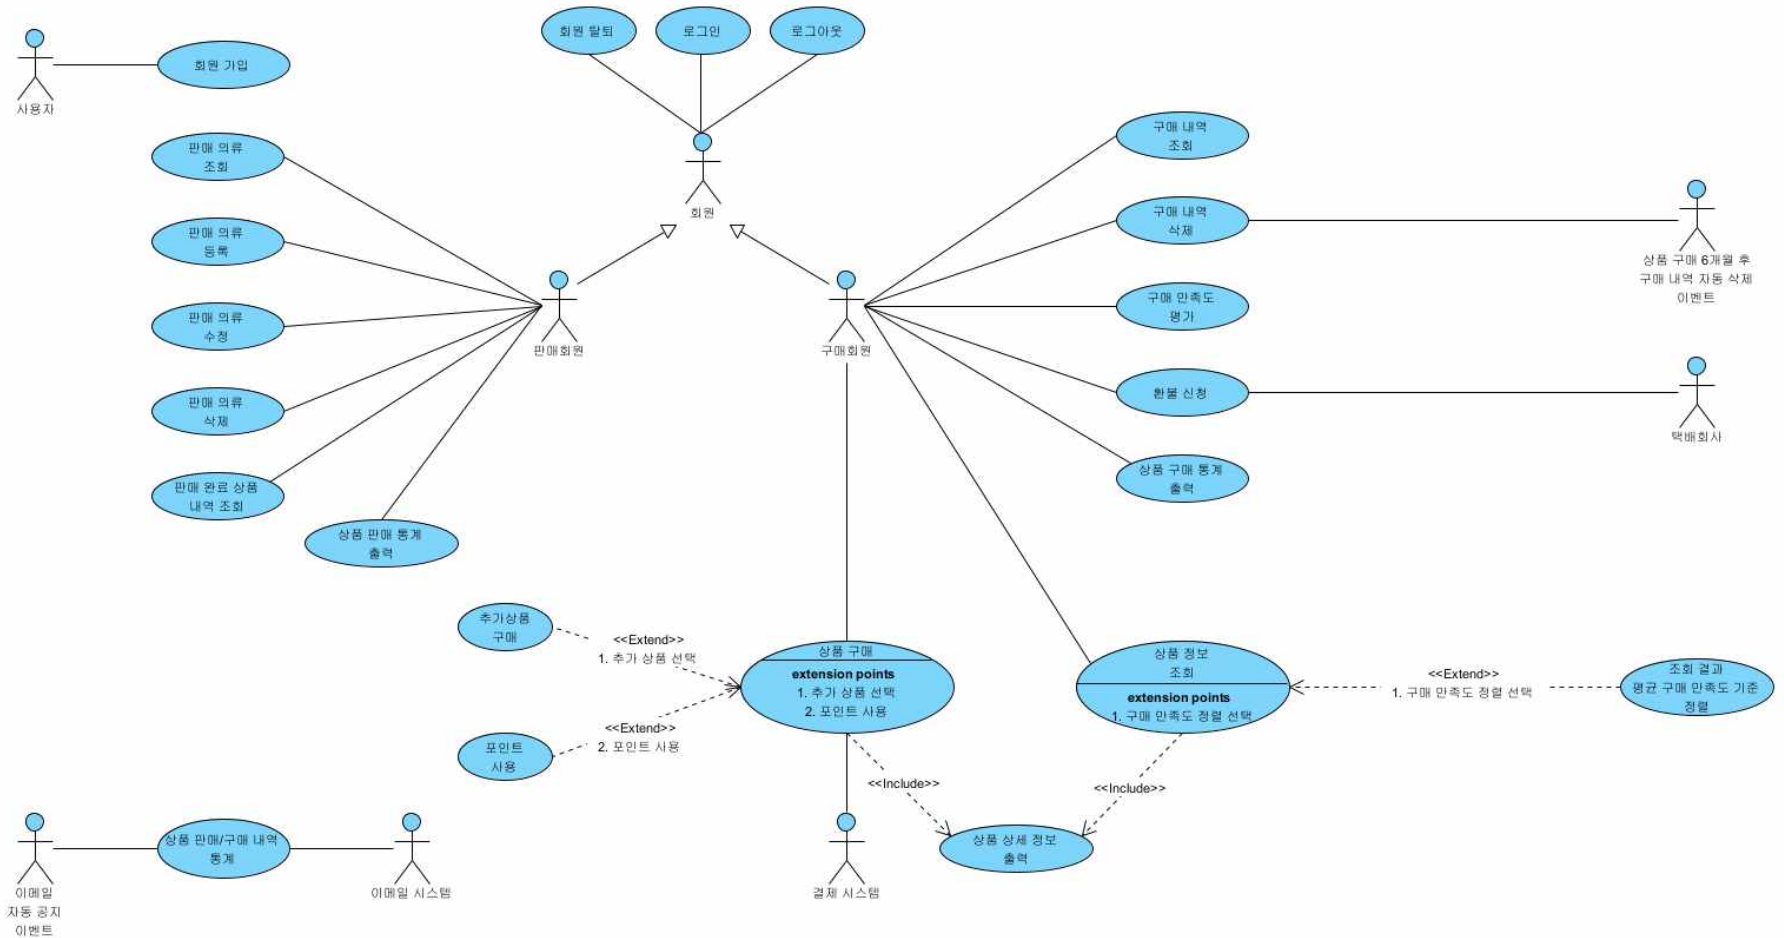 회원 탈퇴
로그인
로그아웃
회원 가입
사용자
회원
판매 의류
조회
판매 의류
등록
판매 의류
수정
판매 의류
삭제
판매 완료 상품
내역 조회
상품 판매 통계
출력
판매회원
구매회원
구매 내역
조회
구매 내역
삭제
구매 만족도
평가
환불 신청
상품 구매 통계
출력
상품 구매 6개월 후
구매 내역 자동 삭제
이벤트
택배회사
추가상품
구매
<<Extend>>
1. 추가 상품 선택
포인트
사용
<<Extend>>
2. 포인트 사용
상품 구매
extension points
1. 추가 상품 선택
2. 포인트 사용
상품 정보
조회
extension points
1. 구매 만족도 정렬 선택
<<Extend>>
1. 구매 만족도 정렬 선택
조회 결과
평균 구매 만족도 기준
정렬
<<Include>>
<<Include>>
상품 상세 정보
출력
결제 시스템
상품 판매/구매 내역
통계
이메일
자동 공지
이벤트
이메일 시스템